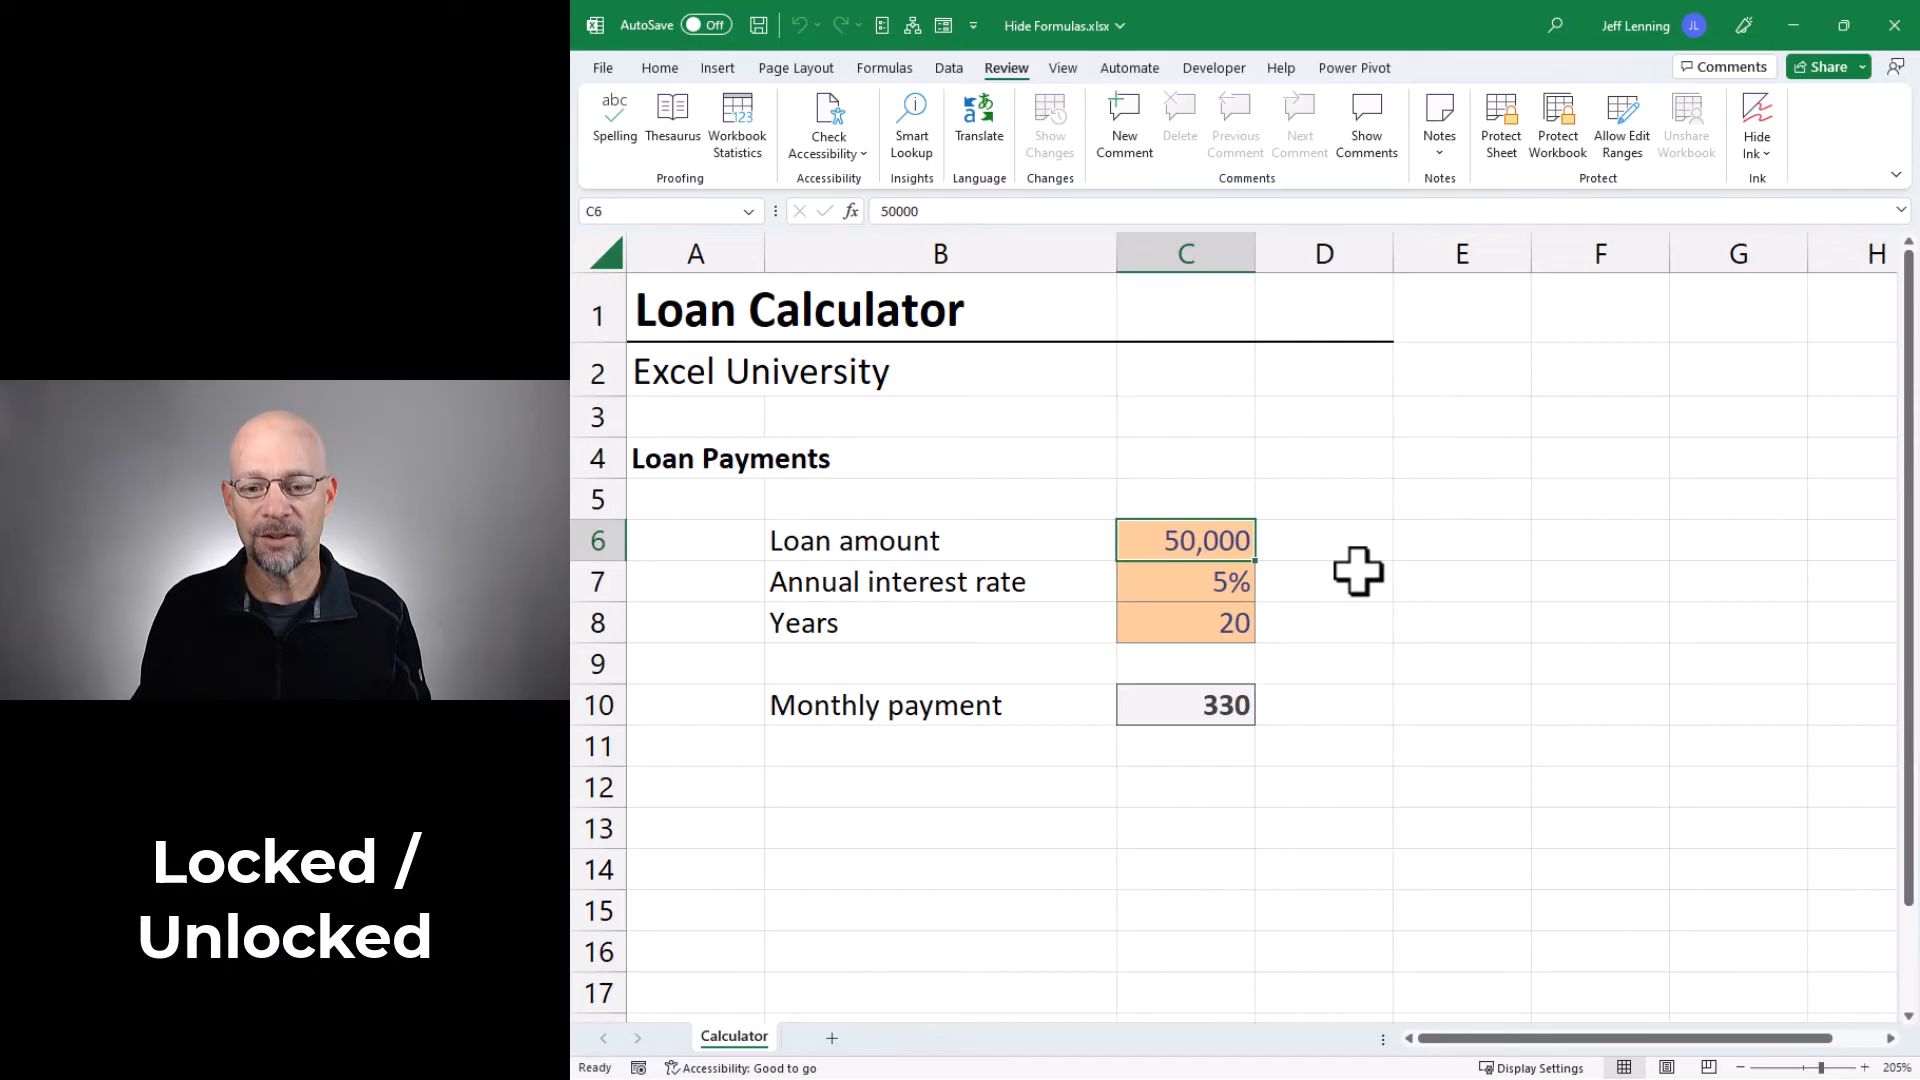 AutoSave Off
Hide Formulas.xlsx
Jeff Lenning JL
File Home Insert Page Layout Formulas Data Review View Automate Developer Help Power Pivot
Comments Share
abc
Spelling
Thesaurus
123
Workbook Statistics
Proofing
Check Accessibility
Accessibility
Smart Lookup
Insights
Translate
Language
Show Changes
Changes
New Comment
Delete
Previous Comment
Next Comment
Show Comments
Comments
Notes
Notes
Protect Sheet
Protect Workbook
Allow Edit Ranges
Unshare Workbook
Protect
Hide Ink
Ink
C6 fx 50000
A B C D E F G H
1 Loan Calculator
2 Excel University
3
4 Loan Payments
5
6 Loan amount 50,000
7 Annual interest rate 5%
8 Years 20
9
10 Monthly payment 330
11
12
13
14
15
16
17
Locked /
Unlocked
Calculator
Ready Accessibility: Good to go Display Settings 205%